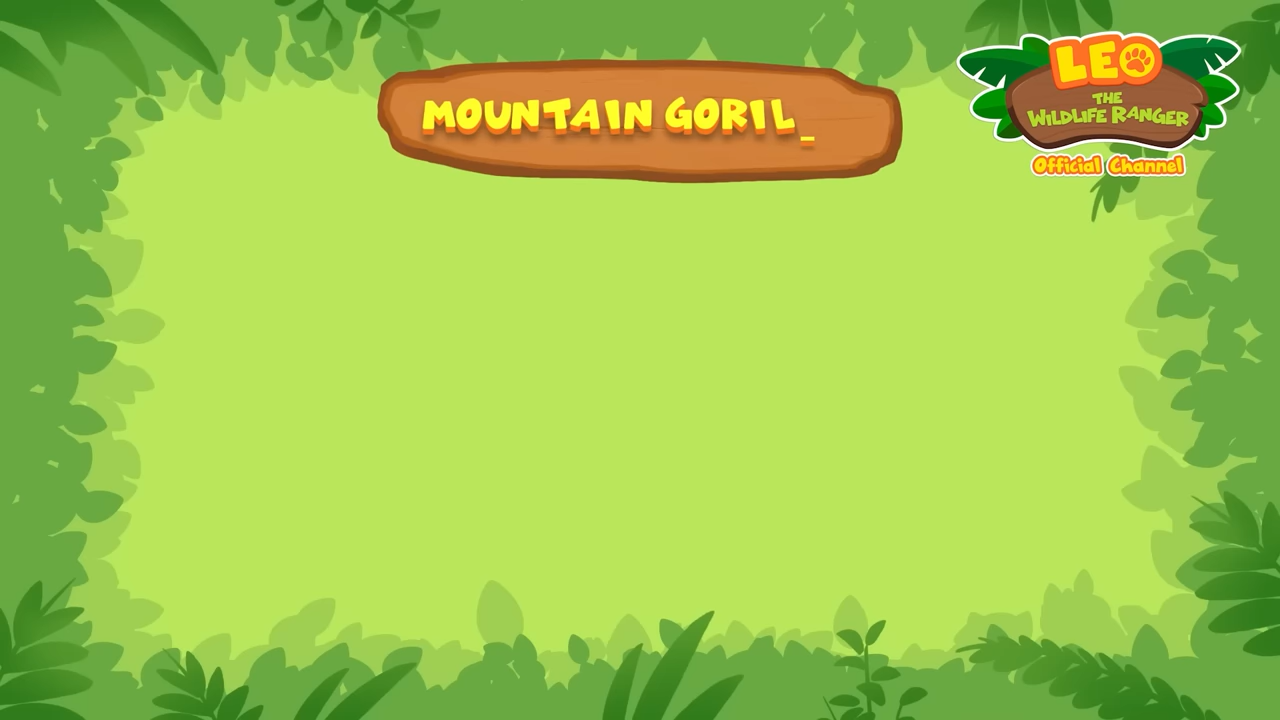 MOUNTAIN GORIL_
LEO
THE
WILDLIFE RANGER
Official Channel